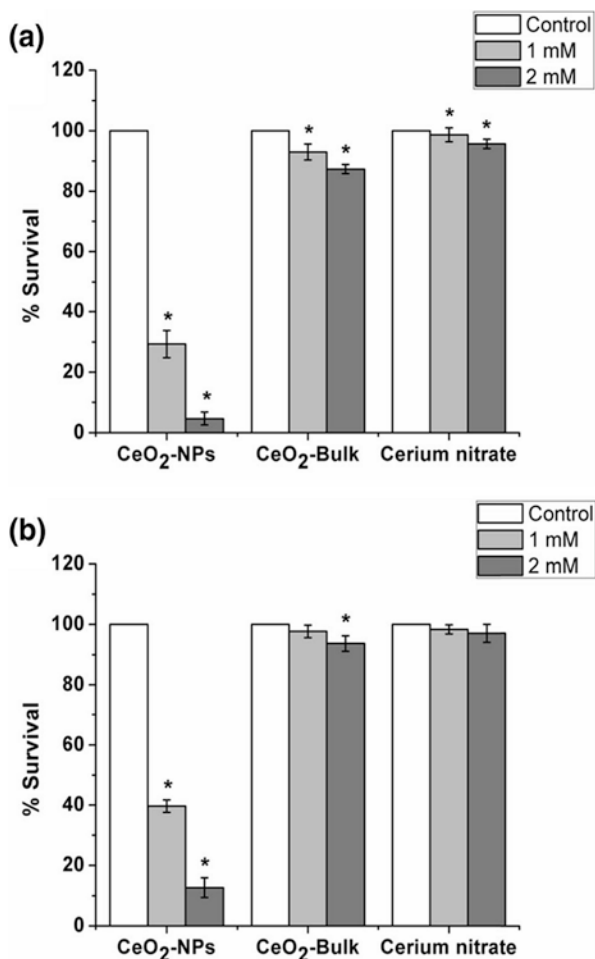 (a)
Control
1 mM
2 mM
120
100
80
60
40
20
0
% Survival
* * * * * *
CeO₂-NPs CeO₂-Bulk Cerium nitrate
(b)
Control
1 mM
2 mM
120
100
80
60
40
20
0
% Survival
* * *
CeO₂-NPs CeO₂-Bulk Cerium nitrate